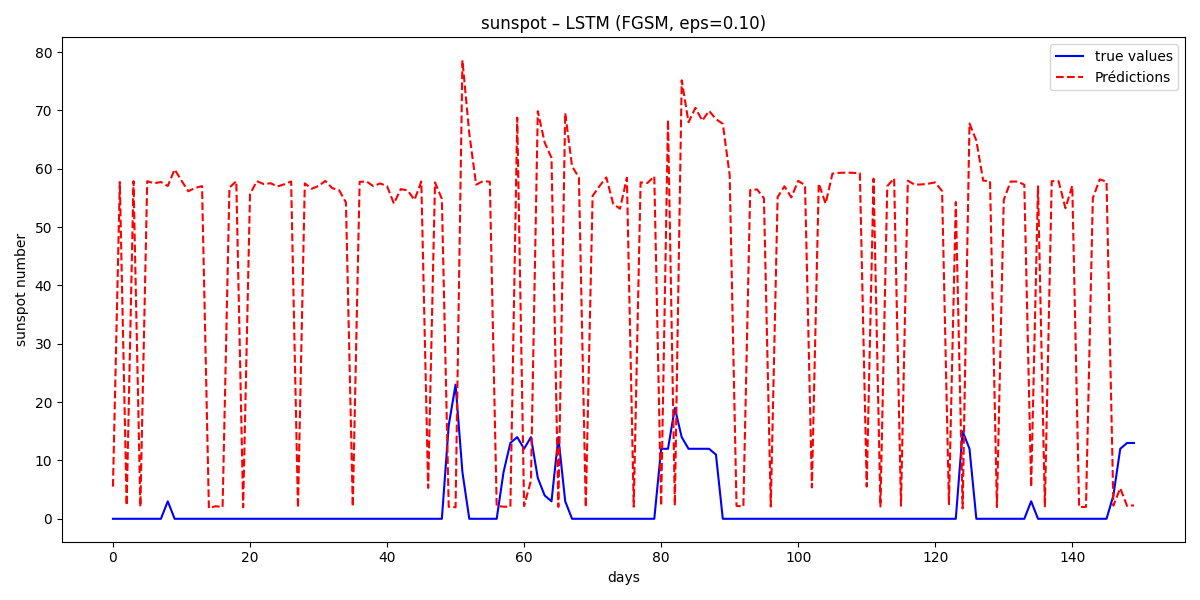 sunspot – LSTM (FGSM, eps=0.10)
true values
Prédictions
sunspot number
80
70
60
50
40
30
20
10
0
0 20 40 60 80 100 120 140
days